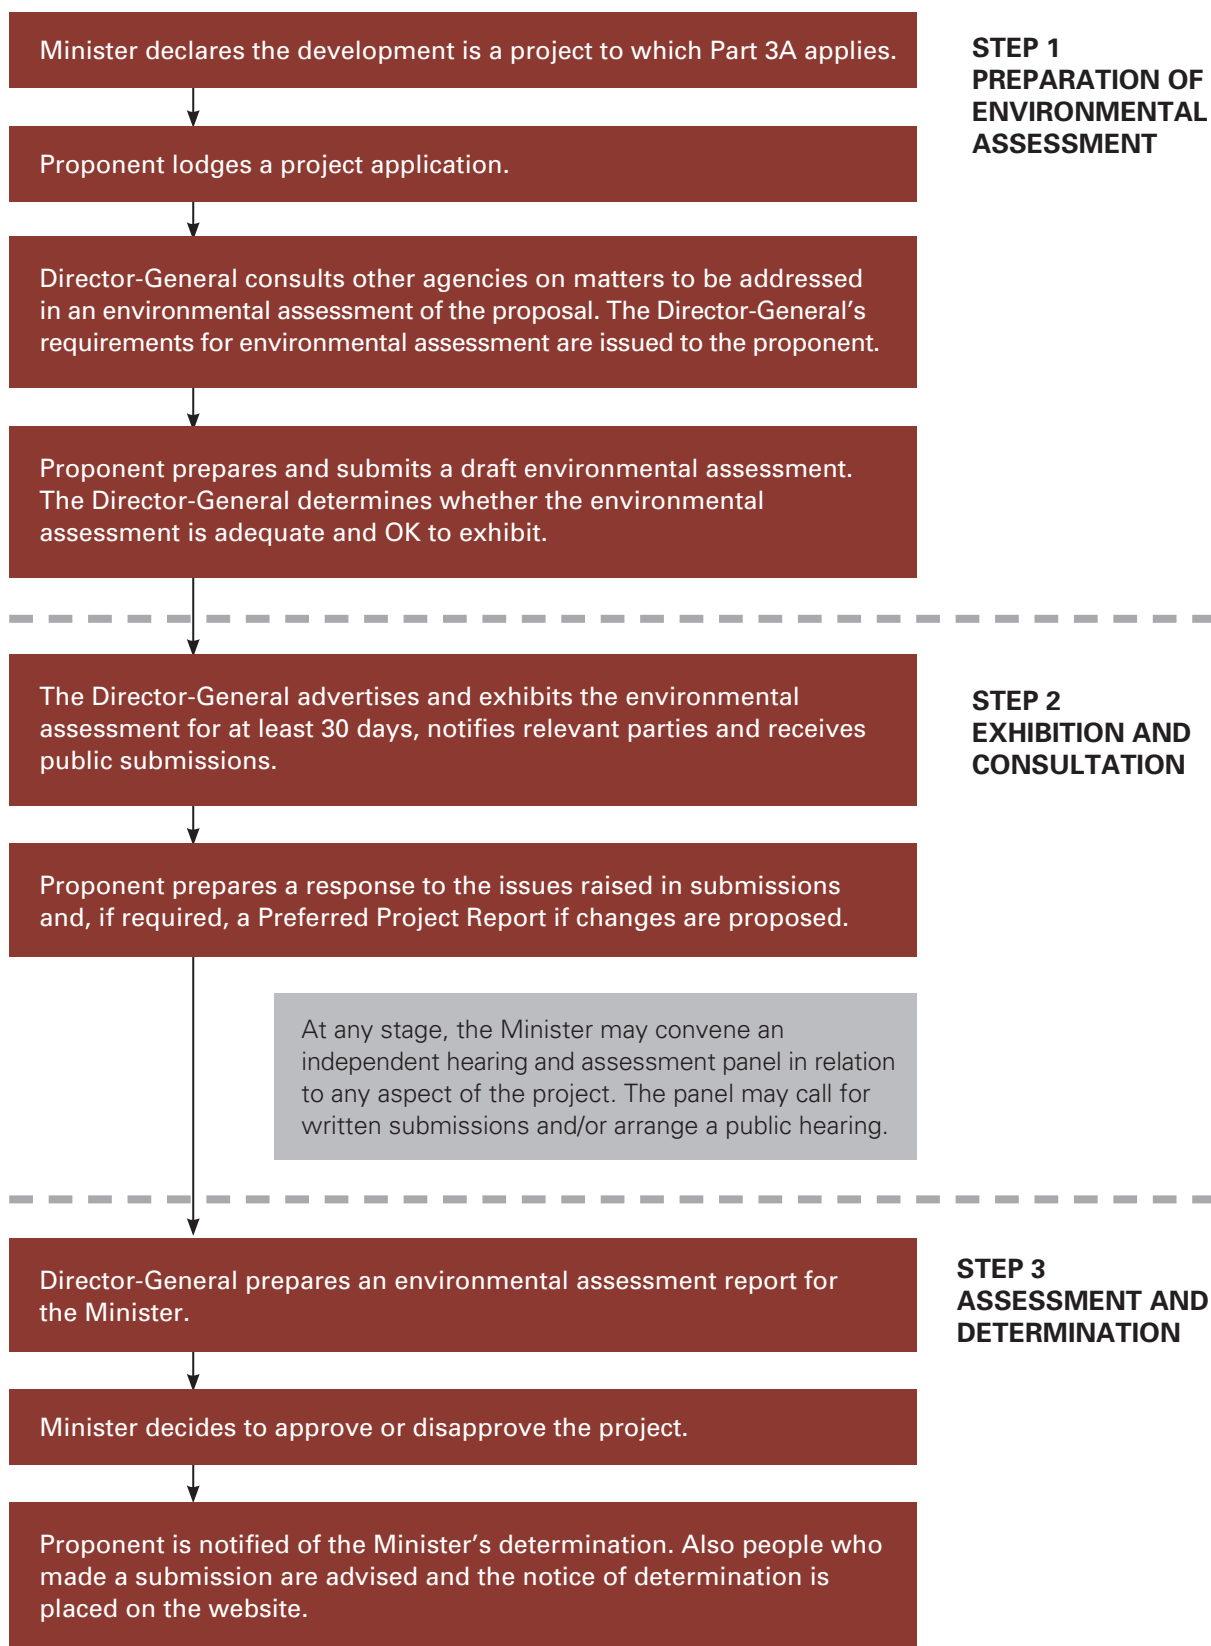 Minister declares the development is a project to which Part 3A applies.
STEP 1
PREPARATION OF
ENVIRONMENTAL
ASSESSMENT
Proponent lodges a project application.
Director-General consults other agencies on matters to be addressed
in an environmental assessment of the proposal. The Director-General’s
requirements for environmental assessment are issued to the proponent.
Proponent prepares and submits a draft environmental assessment.
The Director-General determines whether the environmental
assessment is adequate and OK to exhibit.
The Director-General advertises and exhibits the environmental
assessment for at least 30 days, notifies relevant parties and receives
public submissions.
STEP 2
EXHIBITION AND
CONSULTATION
Proponent prepares a response to the issues raised in submissions
and, if required, a Preferred Project Report if changes are proposed.
At any stage, the Minister may convene an
independent hearing and assessment panel in relation
to any aspect of the project. The panel may call for
written submissions and/or arrange a public hearing.
Director-General prepares an environmental assessment report for
the Minister.
STEP 3
ASSESSMENT AND
DETERMINATION
Minister decides to approve or disapprove the project.
Proponent is notified of the Minister’s determination. Also people who
made a submission are advised and the notice of determination is
placed on the website.